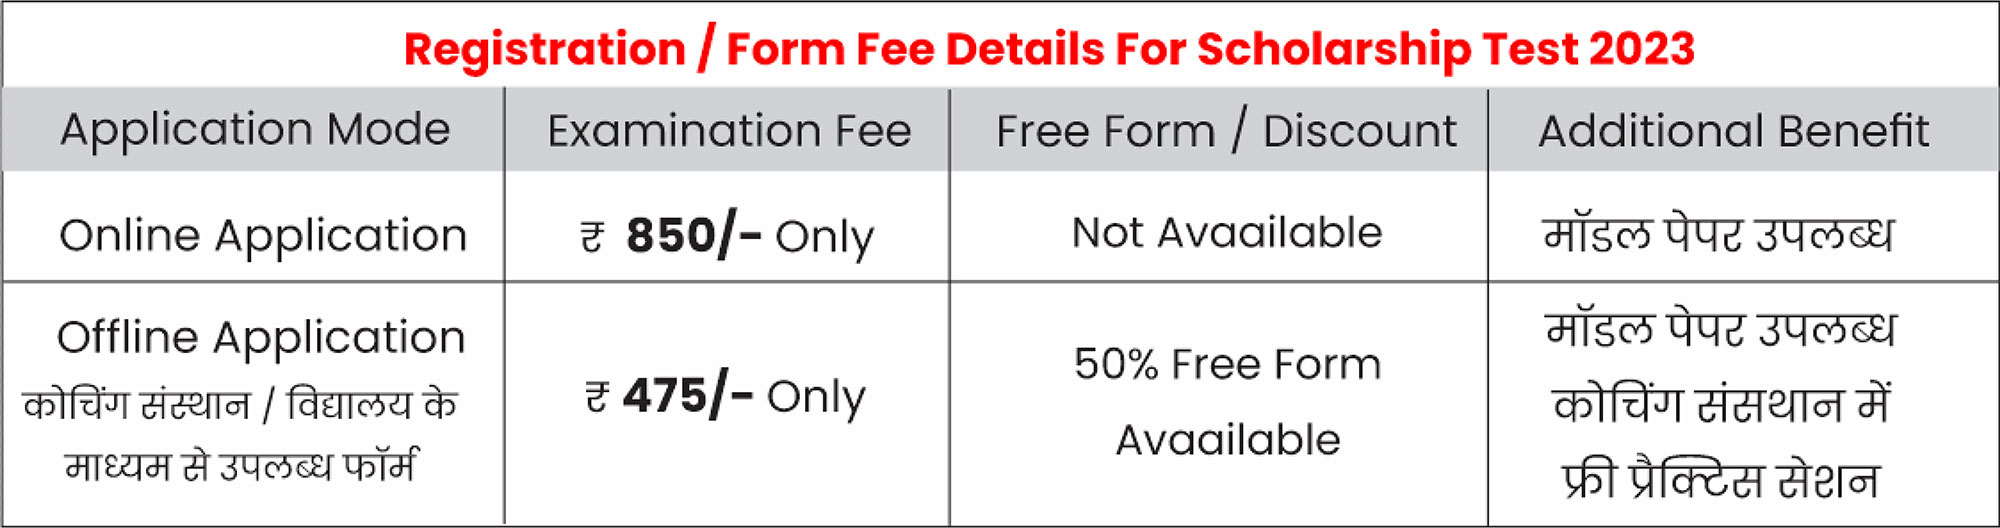 Registration / Form Fee Details For Scholarship Test 2023
Application Mode
Examination Fee
Free Form / Discount
Additional Benefit
Online Application
₹ 850/- Only
Not Avaailable
मॉडल पेपर उपलब्ध
Offline Application
कोचिंग संस्थान / विद्यालय के
माध्यम से उपलब्ध फॉर्म
₹ 475/- Only
50% Free Form
Avaailable
मॉडल पेपर उपलब्ध
कोचिंग संसथान में
फ्री प्रैक्टिस सेशन